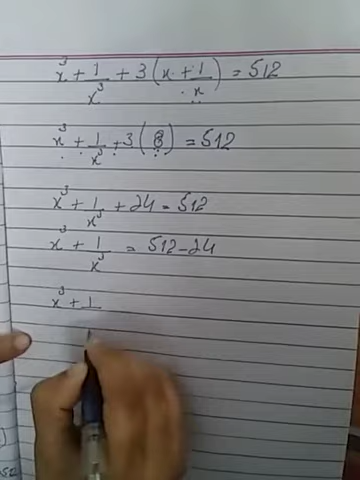 x³ + 1/x³ + 3(x + 1/x) = 512
x³ + 1/x³ + 3(8) = 512
x³ + 1/x³ + 24 = 512
x³ + 1/x³ = 512 - 24
x³ + 1